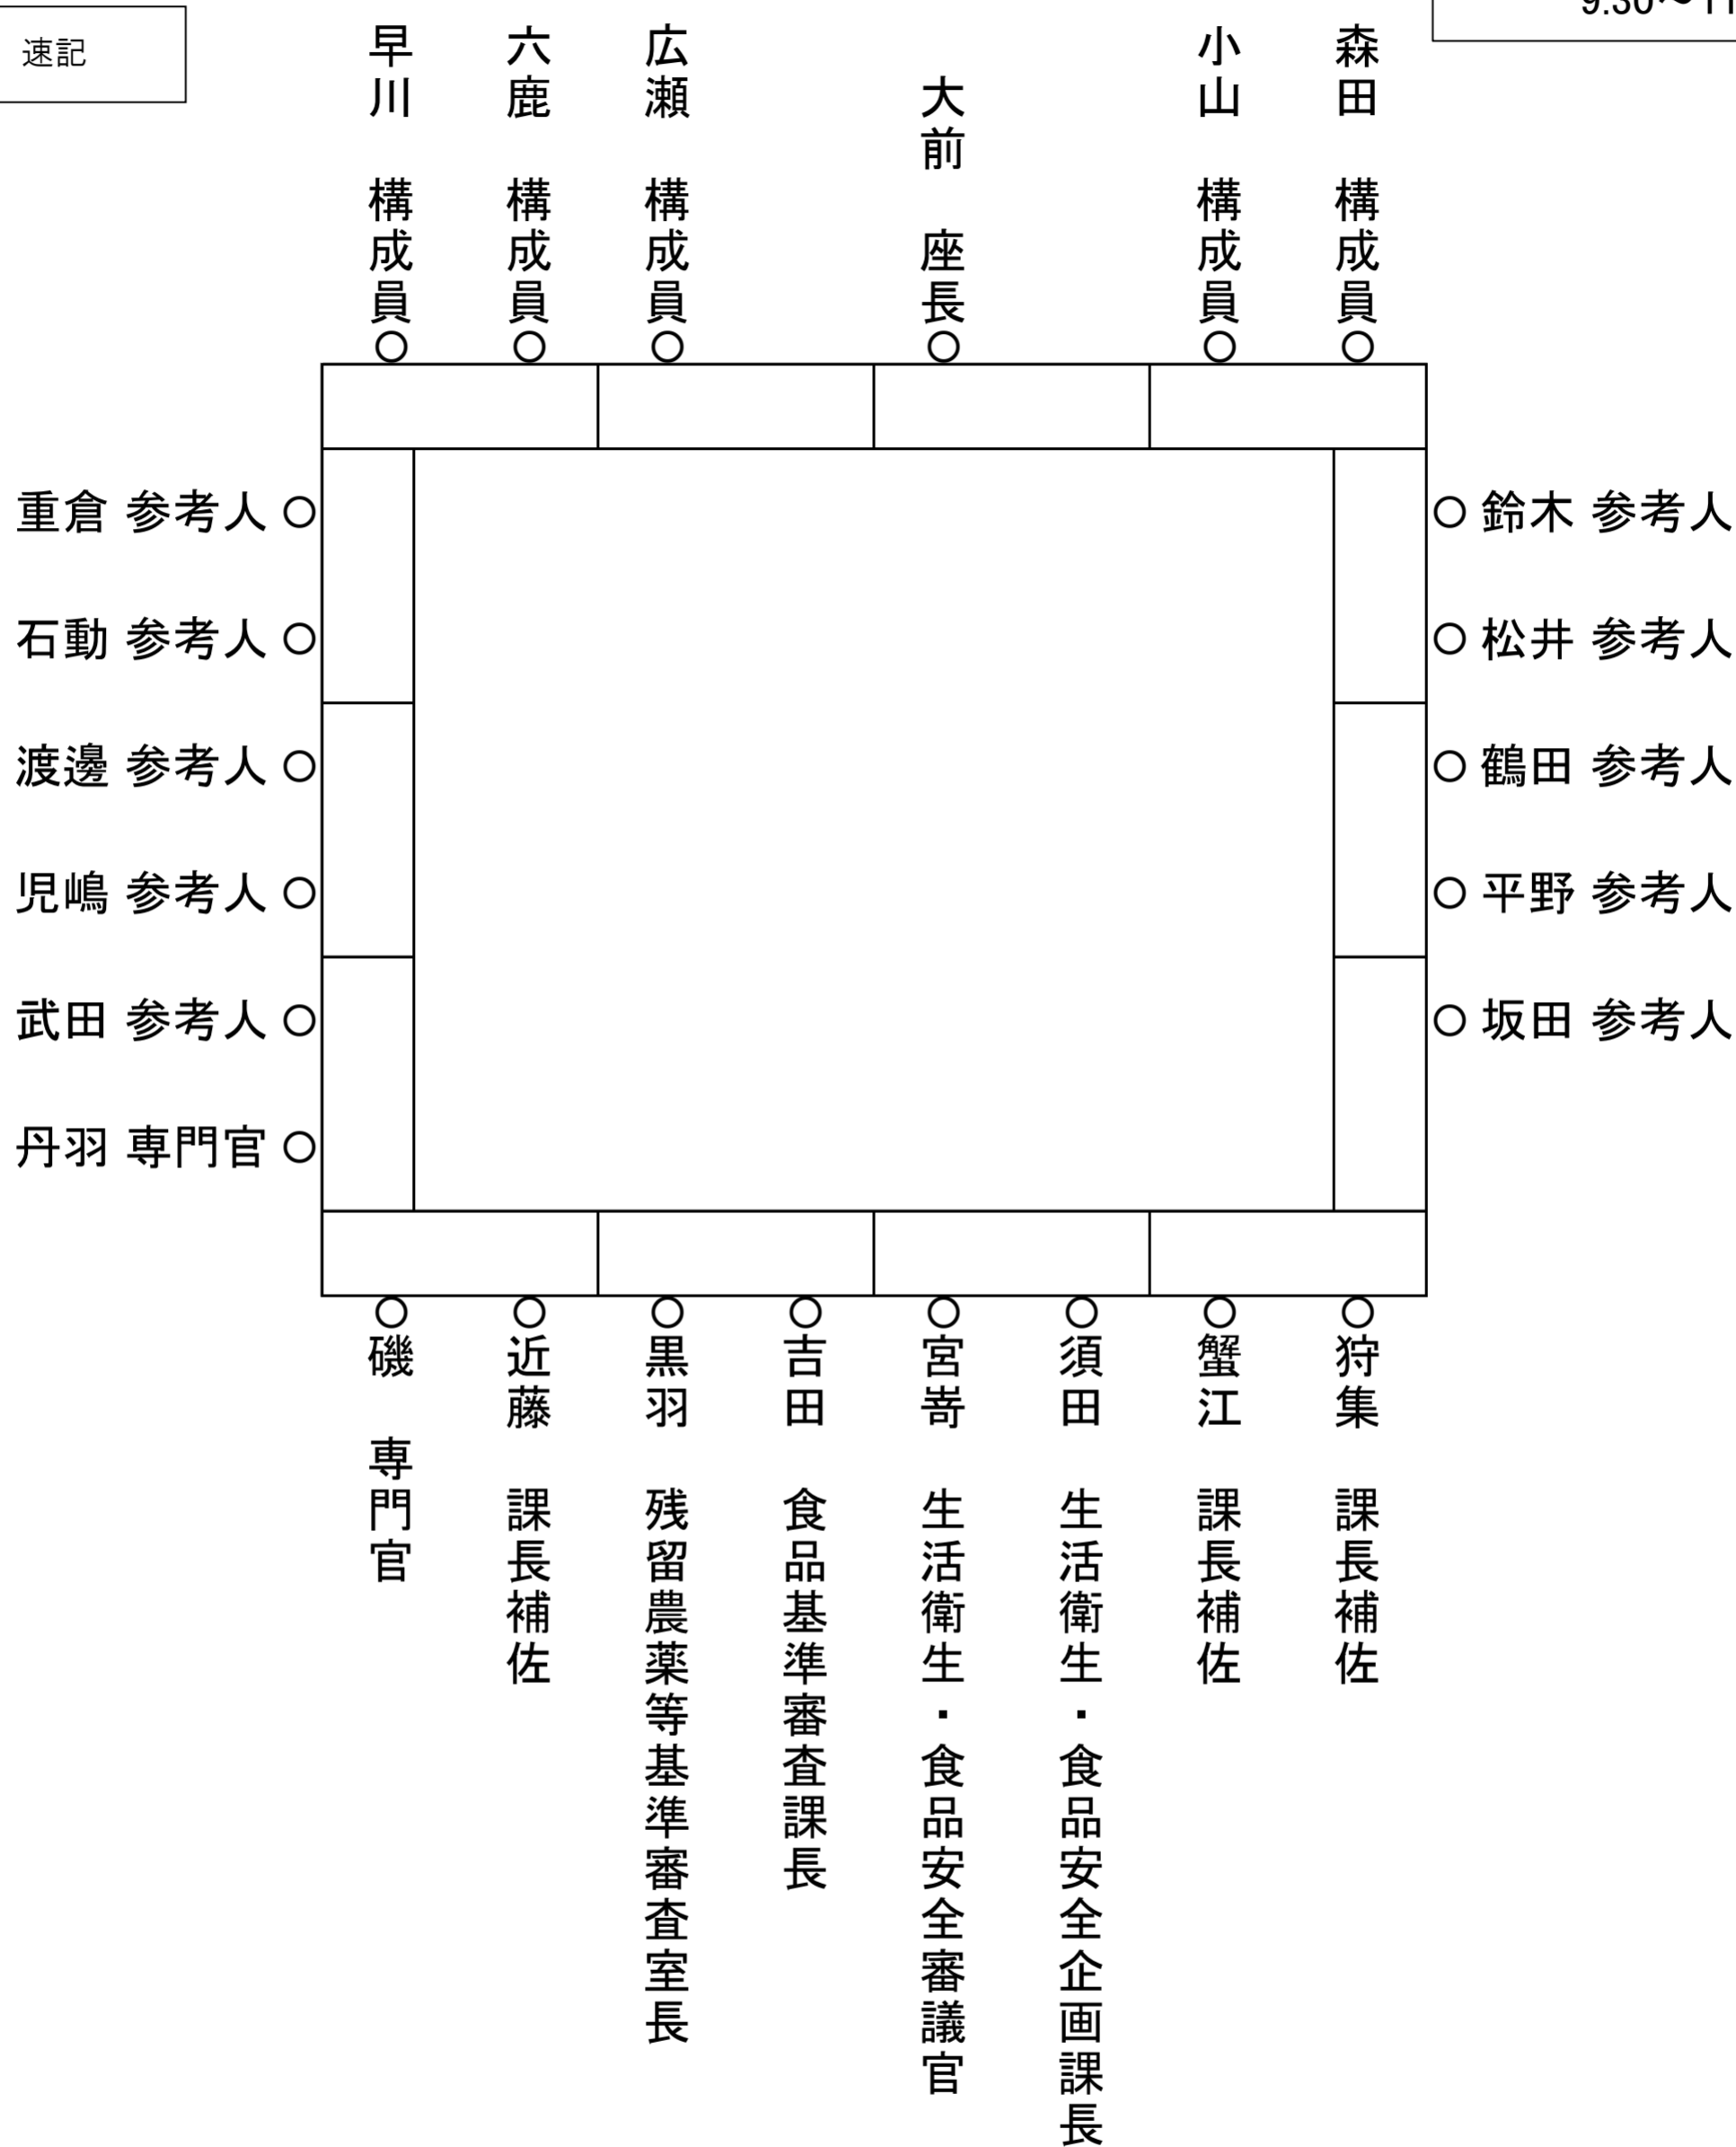 速記
9:30～11
早川 構成員○
六鹿 構成員○
広瀬 構成員○
大前 座長○
小山 構成員○
森田 構成員○
重倉 参考人 ○
石動 参考人 ○
渡邊 参考人 ○
児嶋 参考人 ○
武田 参考人 ○
丹羽 専門官 ○
○ 鈴木 参考人
○ 松井 参考人
○ 鶴田 参考人
○ 平野 参考人
○ 坂田 参考人
○磯 専門官
○近藤 課長補佐
○黒羽 残留農薬等基準審査室長
○吉田 食品基準審査課長
○宮嵜 生活衛生・食品安全審議官
○須田 生活衛生・食品安全企画課長
○蟹江 課長補佐
○狩集 課長補佐